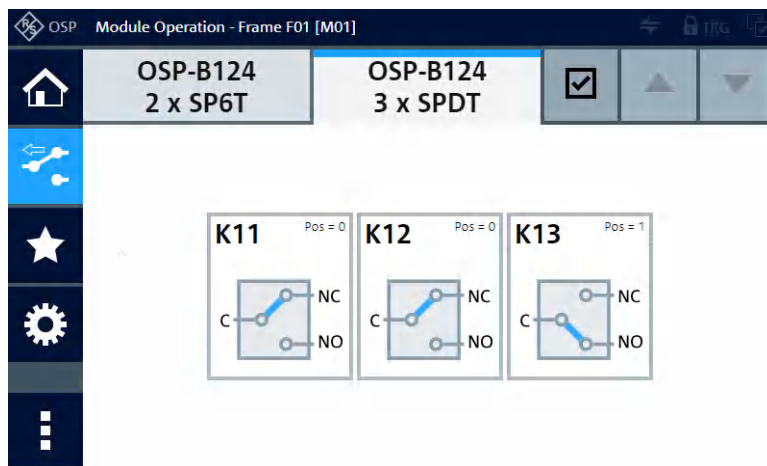 R&S OSP Module Operation - Frame F01 [M01] TRG
OSP-B124 OSP-B124
2 x SP6T 3 x SPDT
K11 Pos = 0 K12 Pos = 0 K13 Pos = 1
NC NC NC
C C C
NO NO NO